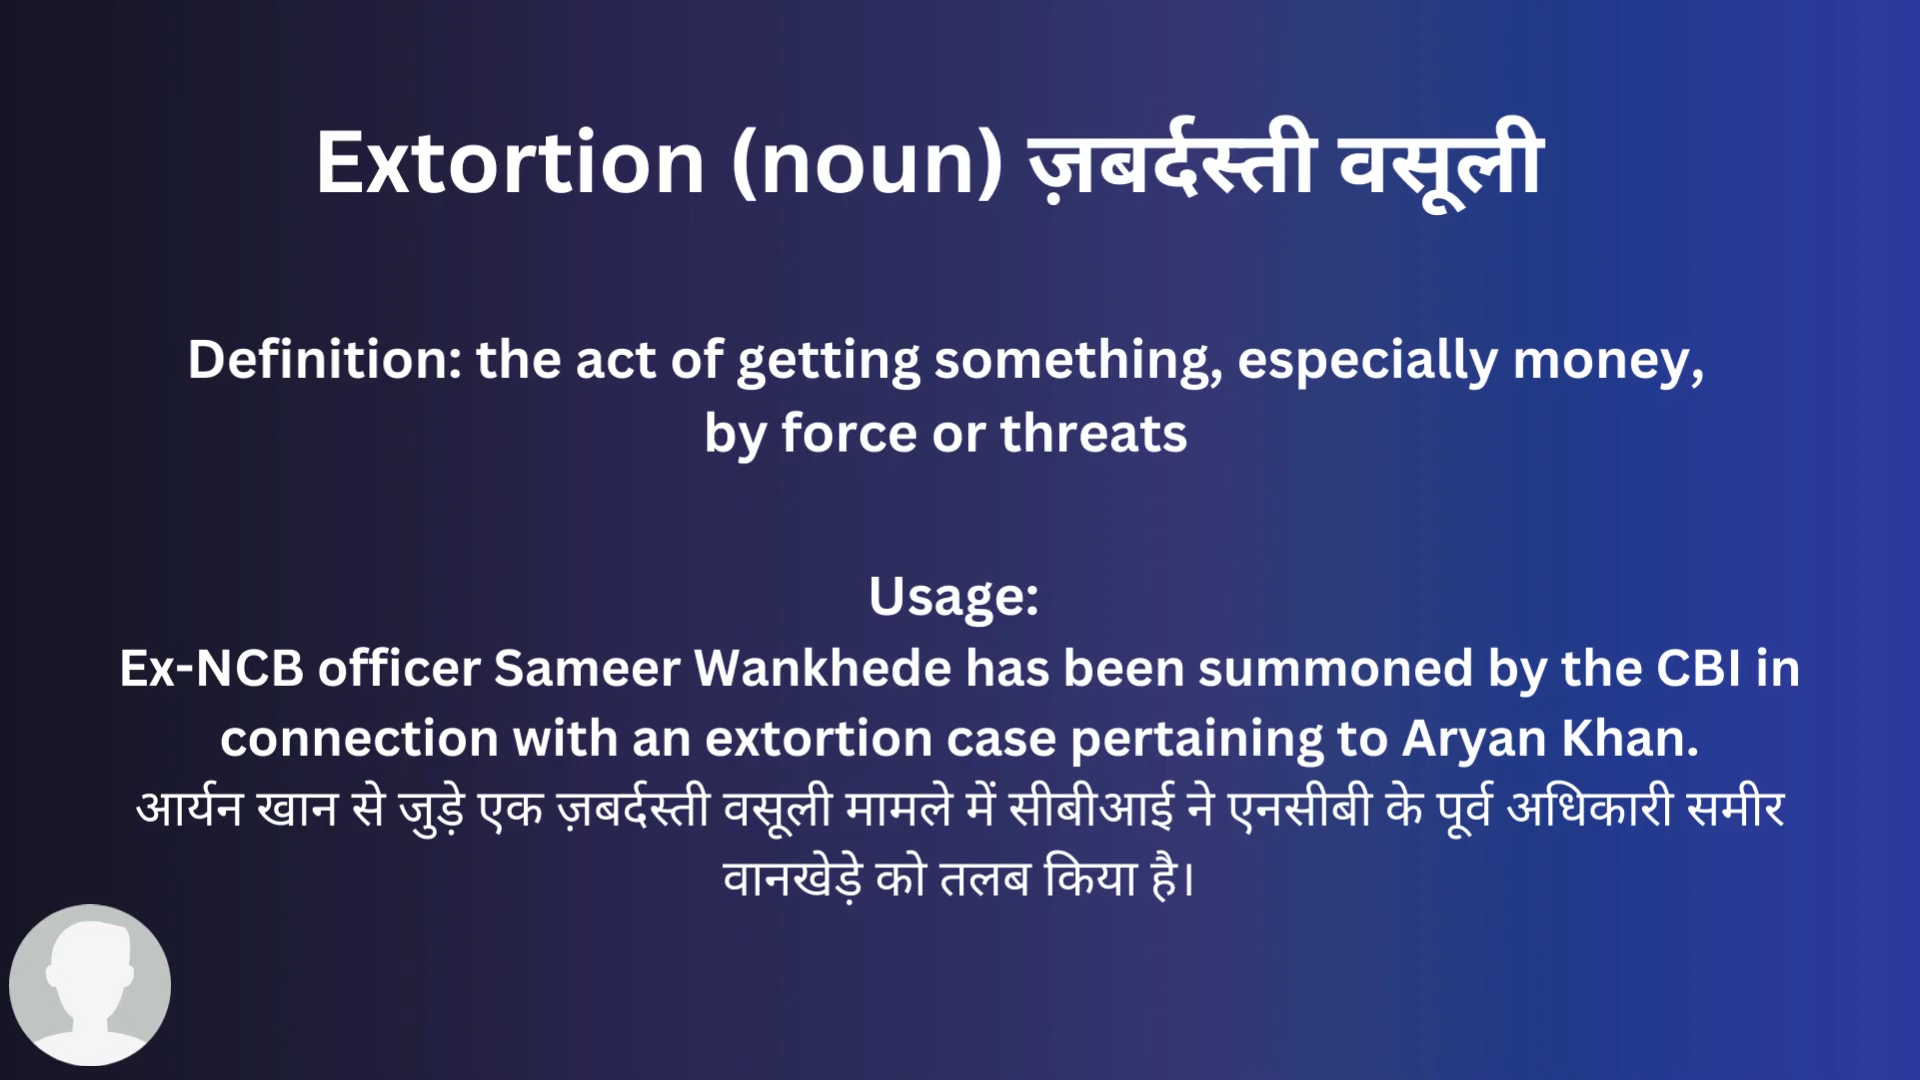 Extortion (noun) ज़बर्दस्ती वसूली
Definition: the act of getting something, especially money,
by force or threats
Usage:
Ex-NCB officer Sameer Wankhede has been summoned by the CBI in
connection with an extortion case pertaining to Aryan Khan.
आर्यन खान से जुड़े एक ज़बर्दस्ती वसूली मामले में सीबीआई ने एनसीबी के पूर्व अधिकारी समीर
वानखेड़े को तलब किया है।